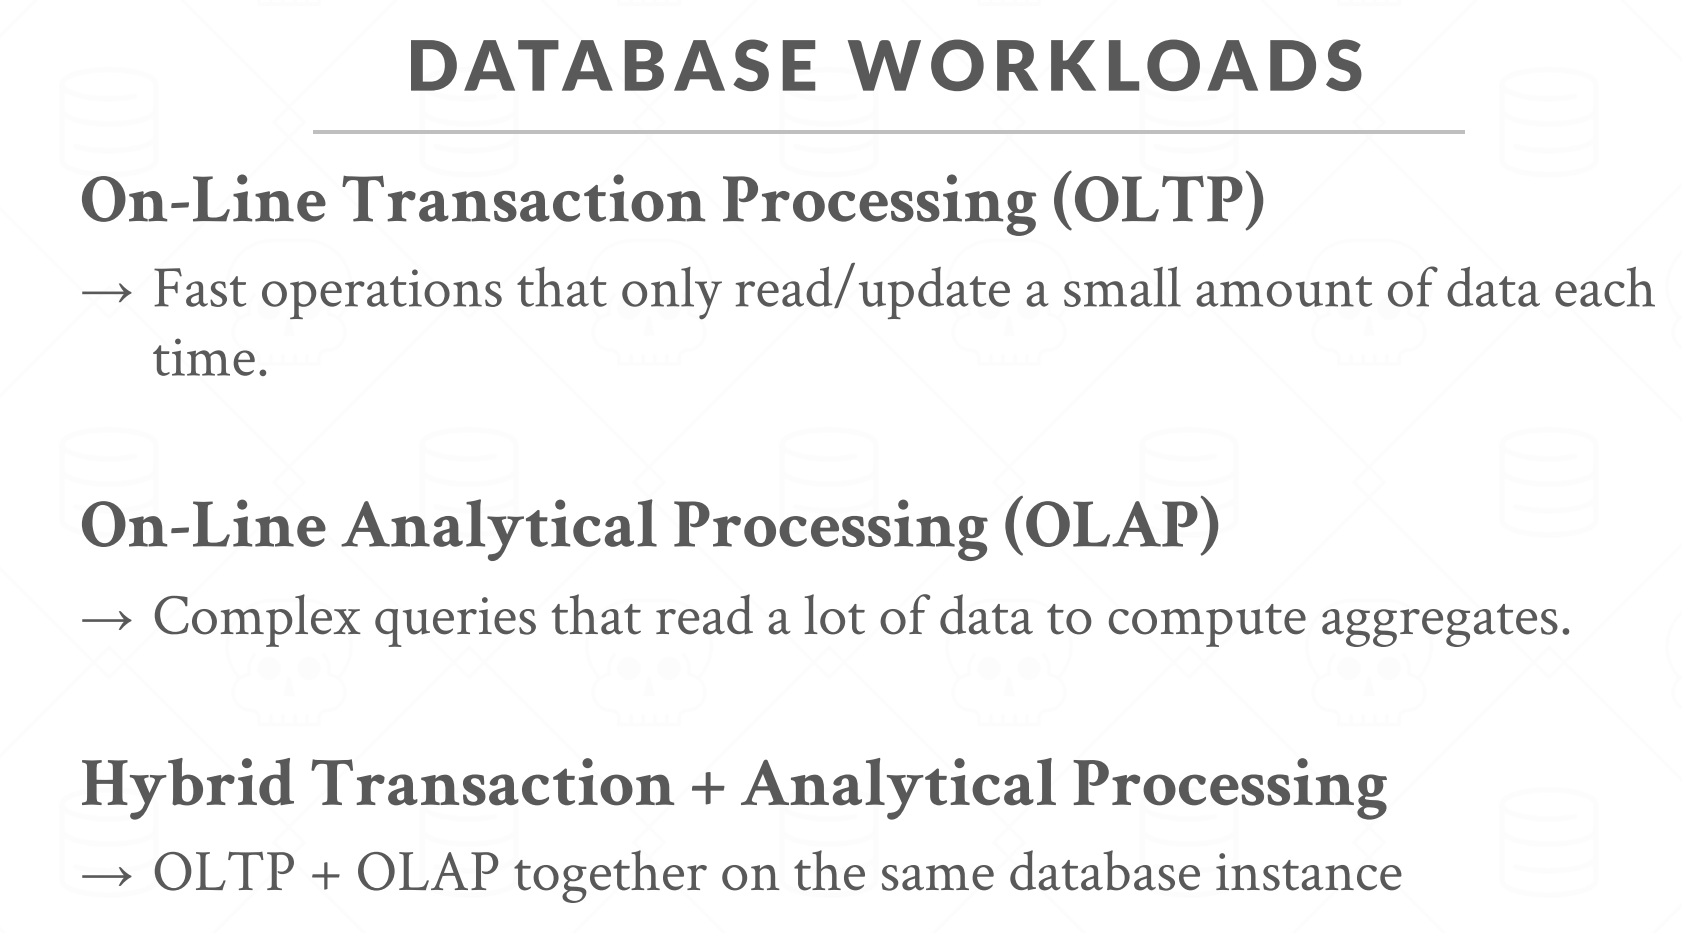 DATABASE WORKLOADS
On-Line Transaction Processing (OLTP)
→ Fast operations that only read/update a small amount of data each
time.
On-Line Analytical Processing (OLAP)
→ Complex queries that read a lot of data to compute aggregates.
Hybrid Transaction + Analytical Processing
→ OLTP + OLAP together on the same database instance